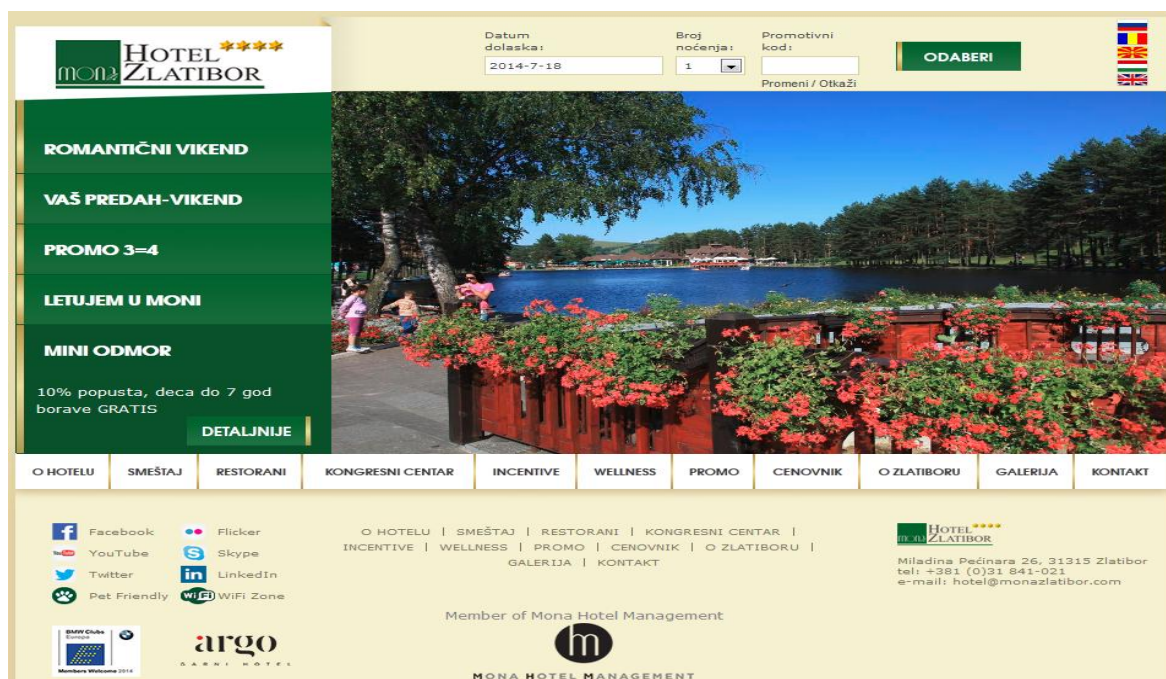 HOTEL
mona ZLATIBOR
Datum dolaska:
2014-7-18
Broj noćenja:
1
Promotivni kod:
Promeni / Otkaži
ODABERI
ROMANTIČNI VIKEND
VAŠ PREDAH-VIKEND
PROMO 3=4
LETUJEM U MONI
MINI ODMOR
10% popusta, deca do 7 god
borave GRATIS
DETALJNIJE
O HOTELU SMEŠTAJ RESTORANI KONGRESNI CENTAR INCENTIVE WELLNESS PROMO CENOVNIK O ZLATIBORU GALERIJA KONTAKT
Facebook Flicker
YouTube Skype
Twitter LinkedIn
Pet Friendly WiFi Zone
O HOTELU | SMEŠTAJ | RESTORANI | KONGRESNI CENTAR |
INCENTIVE | WELLNESS | PROMO | CENOVNIK | O ZLATIBORU |
GALERIJA | KONTAKT
HOTEL
mona ZLATIBOR
Miladina Pećinara 26, 31315 Zlatibor
tel: +381 (0)31 841-021
e-mail: hotel@monazlatibor.com
BMW Clubs
Europa
Members Welcome 2014
argo
GARNI HOTEL
Member of Mona Hotel Management
m
MONA HOTEL MANAGEMENT